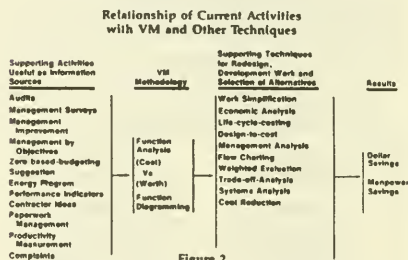 Relationship of Current Activities
with VM and Other Techniques
Supporting Activities
Useful as Information
Sources
Audits
Management Surveys
Management
Improvement
Management by
Objectives
Zero based-budgeting
Suggestion
Energy Program
Performance Indicators
Contractor Ideas
Paperwork
Management
Productivity
Measurement
Complaints
VM
Methodology
Function
Analysis
(Cost)
Vs
(Worth)
Function
Diagramming
Supporting Techniques
for Redesign,
Development Work and
Selection of Alternatives
Work Simplification
Economic Analysis
Life-cycle-costing
Design-to-cost
Management Analysis
Flow Charting
Weighted Evaluation
Trade-off-Analysis
Systems Analysis
Cost Reduction
Results
Dollar
Savings
Manpower
Savings
Figure 2